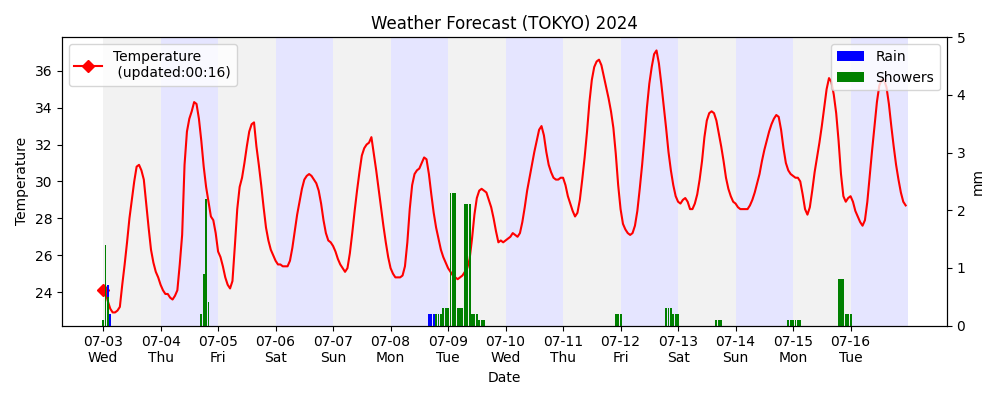 Weather Forecast (TOKYO) 2024
Temperature
(updated:00:16)
Rain
Showers
Temperature
36
34
32
30
28
26
24
5
4
3
2
1
0
mm
07-03 07-04 07-05 07-06 07-07 07-08 07-09 07-10 07-11 07-12 07-13 07-14 07-15 07-16
Wed Thu Fri Sat Sun Mon Tue Wed Thu Fri Sat Sun Mon Tue
Date